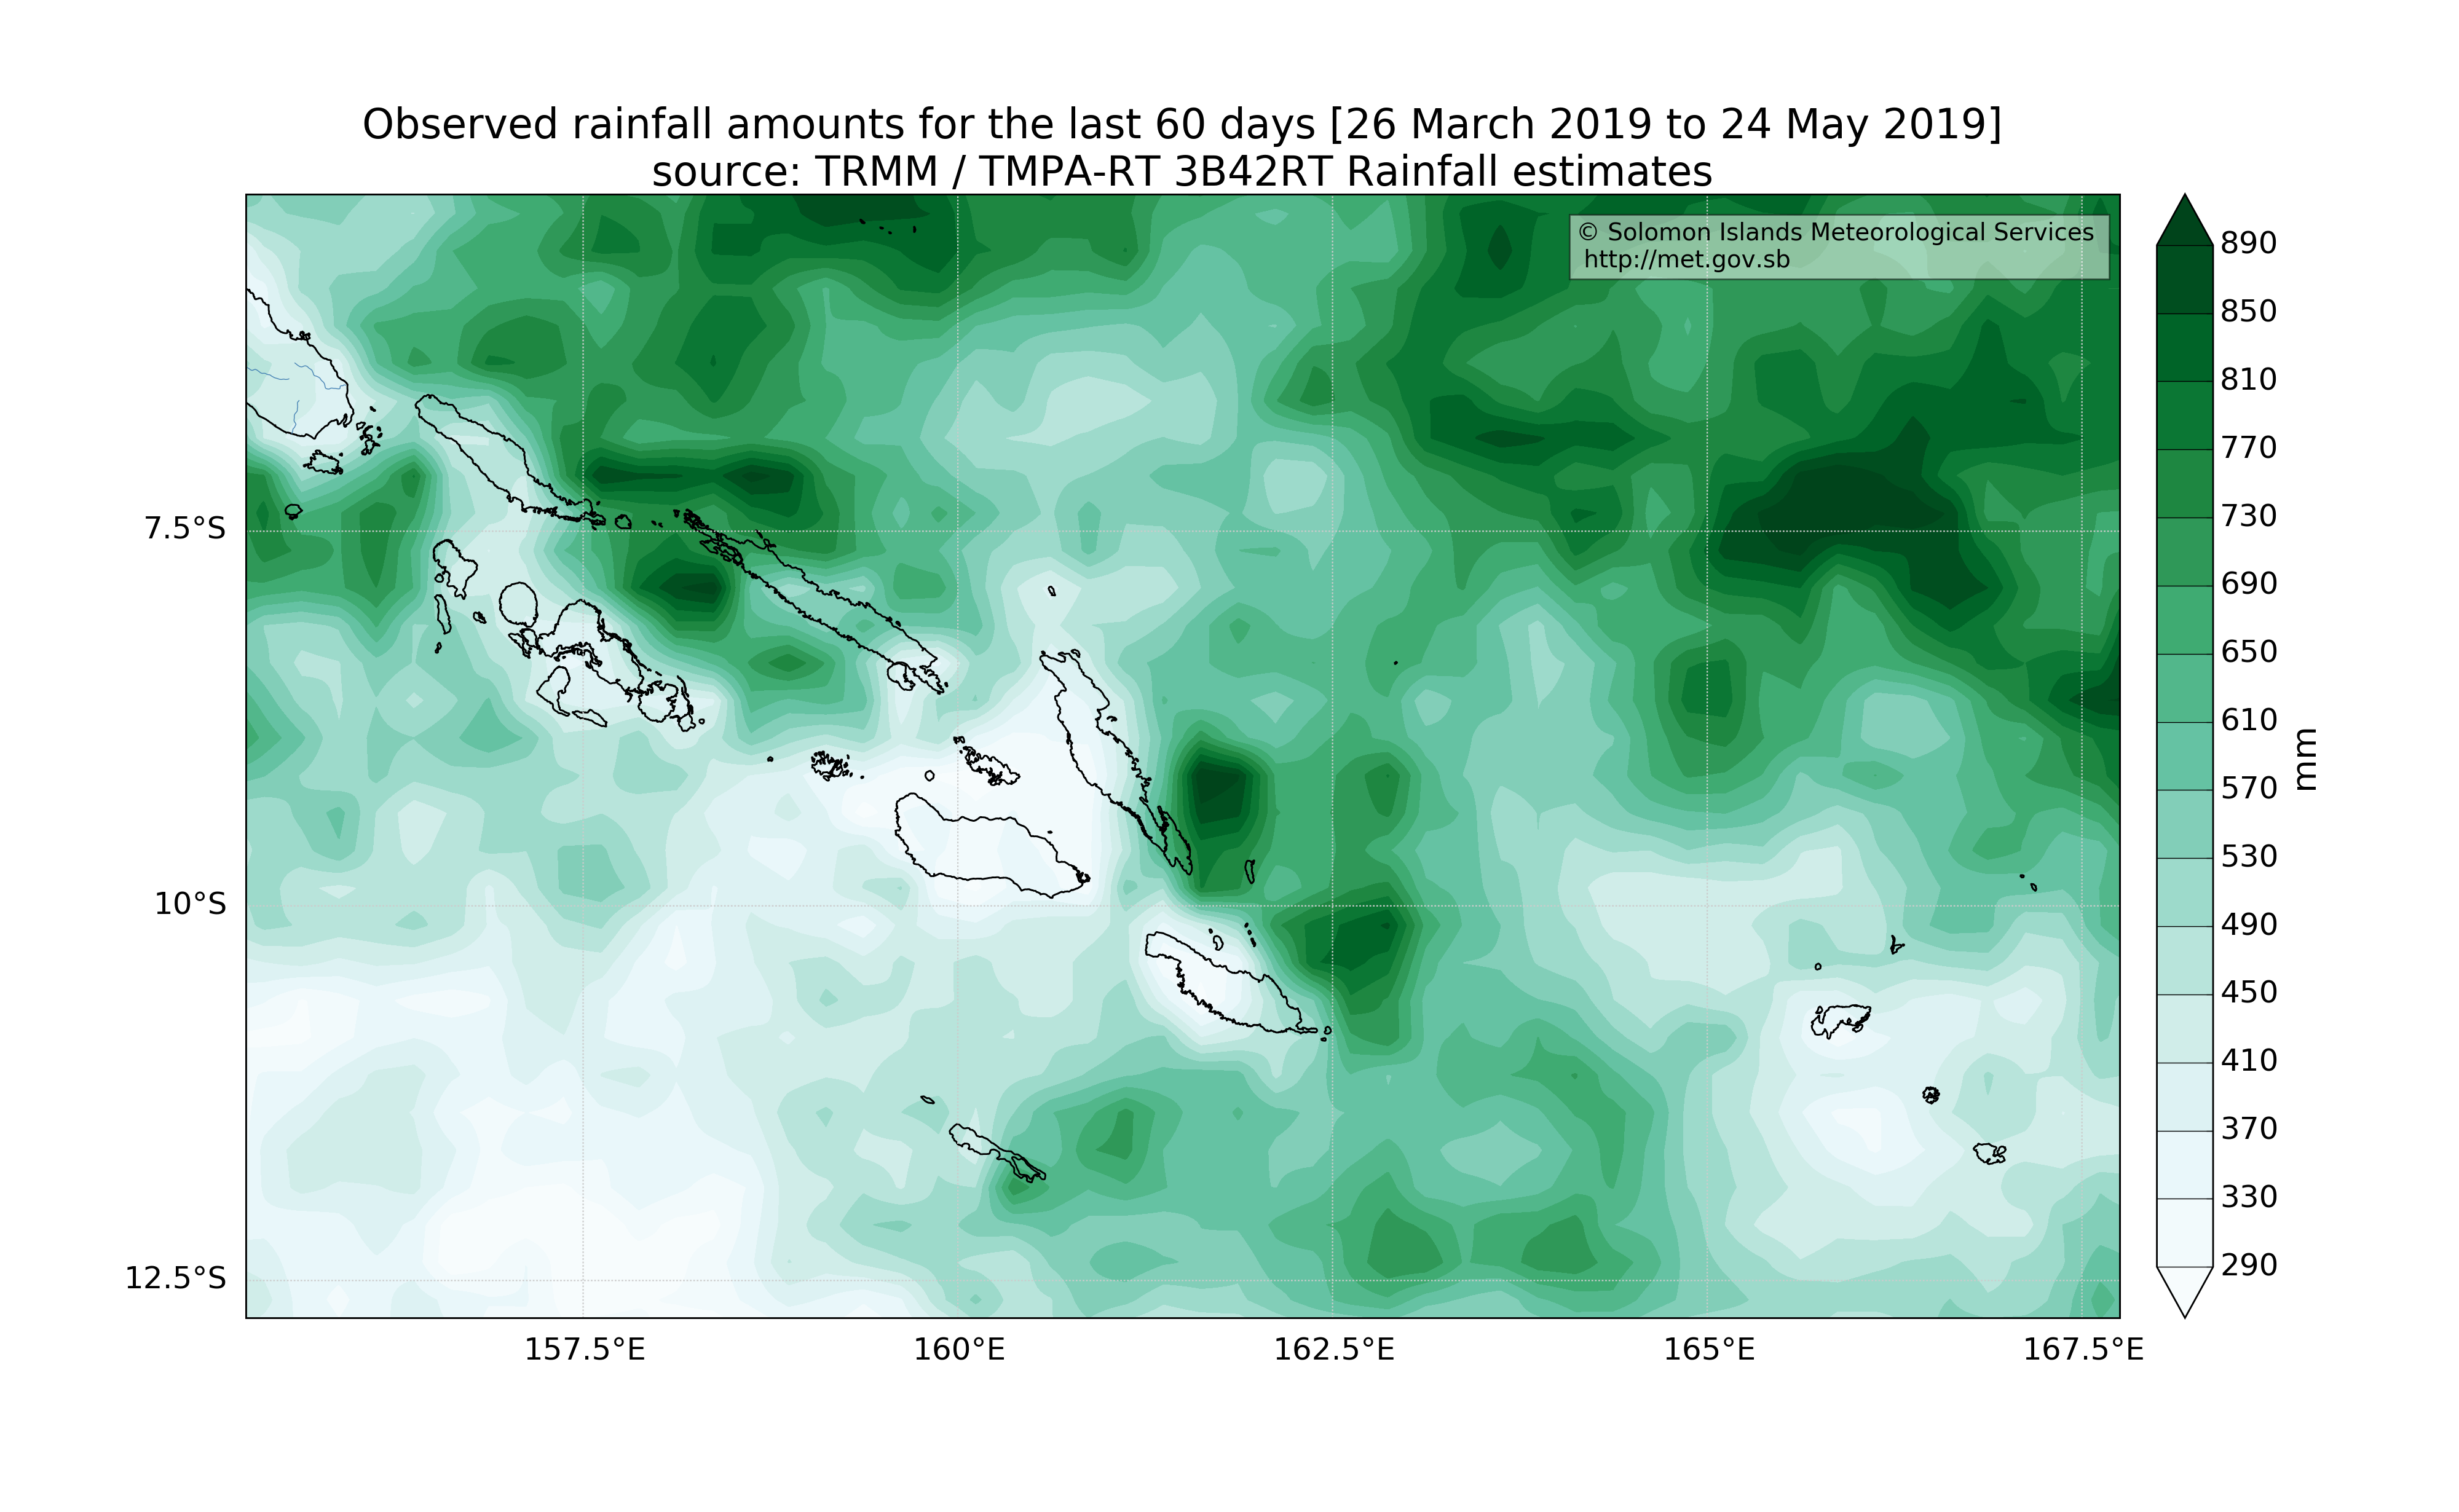 Observed rainfall amounts for the last 60 days [26 March 2019 to 24 May 2019]
source: TRMM / TMPA-RT 3B42RT Rainfall estimates
© Solomon Islands Meteorological Services
http://met.gov.sb
7.5°S
10°S
12.5°S
157.5°E
160°E
162.5°E
165°E
167.5°E
890
850
810
770
730
690
650
610
570
530
490
450
410
370
330
290
mm